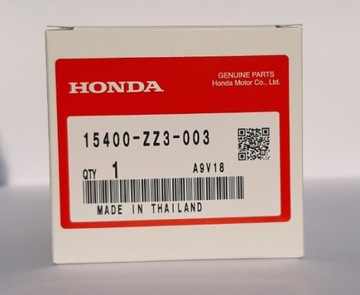 HONDA
GENUINE PARTS
Honda Motor Co., Ltd.
15400-ZZ3-003
QTY 1 A9V18
MADE IN THAILAND